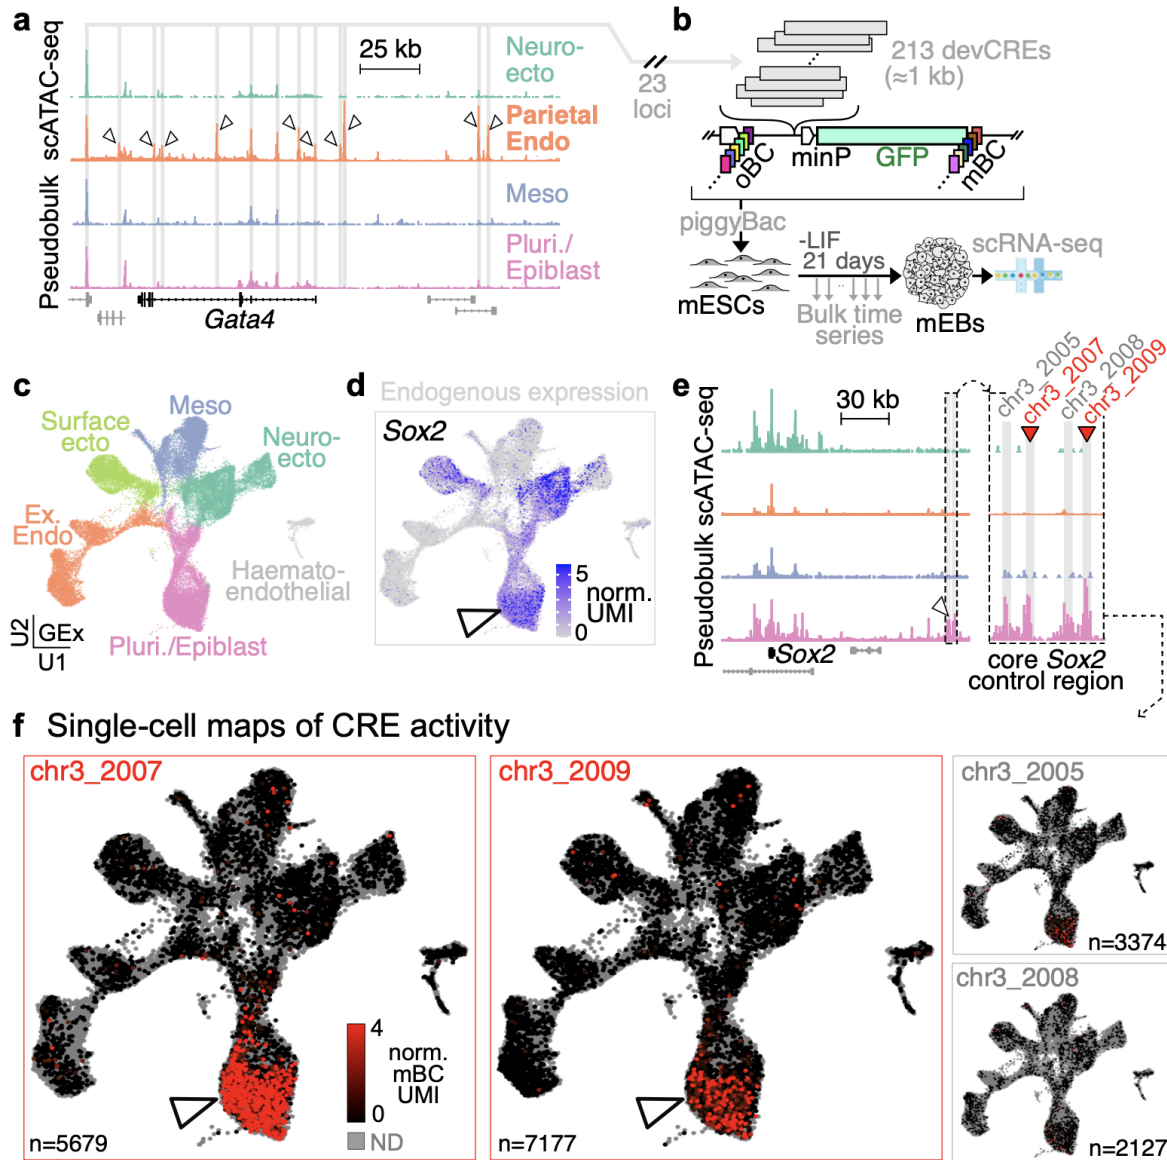 a
Pseudobulk scATAC-seq
25 kb
Neuro-
ecto
Parietal
Endo
Meso
Pluri./
Epiblast
Gata4
b
23
loci
213 devCREs
(≈1 kb)
oBC
minP
GFP
mBC
piggyBac
-LIF
21 days
scRNA-seq
mESCs
Bulk time
series
mEBs
c
Meso
Surface
ecto
Neuro-
ecto
Ex.
Endo
Haemato-
endothelial
U2
GEx
U1
Pluri./Epiblast
d Endogenous expression
Sox2
5
norm.
UMI
0
e
Pseudobulk scATAC-seq
30 kb
chr3_2005
chr3_2007
chr3_2008
chr3_2009
Sox2
core Sox2
control region
f Single-cell maps of CRE activity
chr3_2007
4
norm.
mBC
UMI
0
ND
n=5679
chr3_2009
n=7177
chr3_2005
n=3374
chr3_2008
n=2127